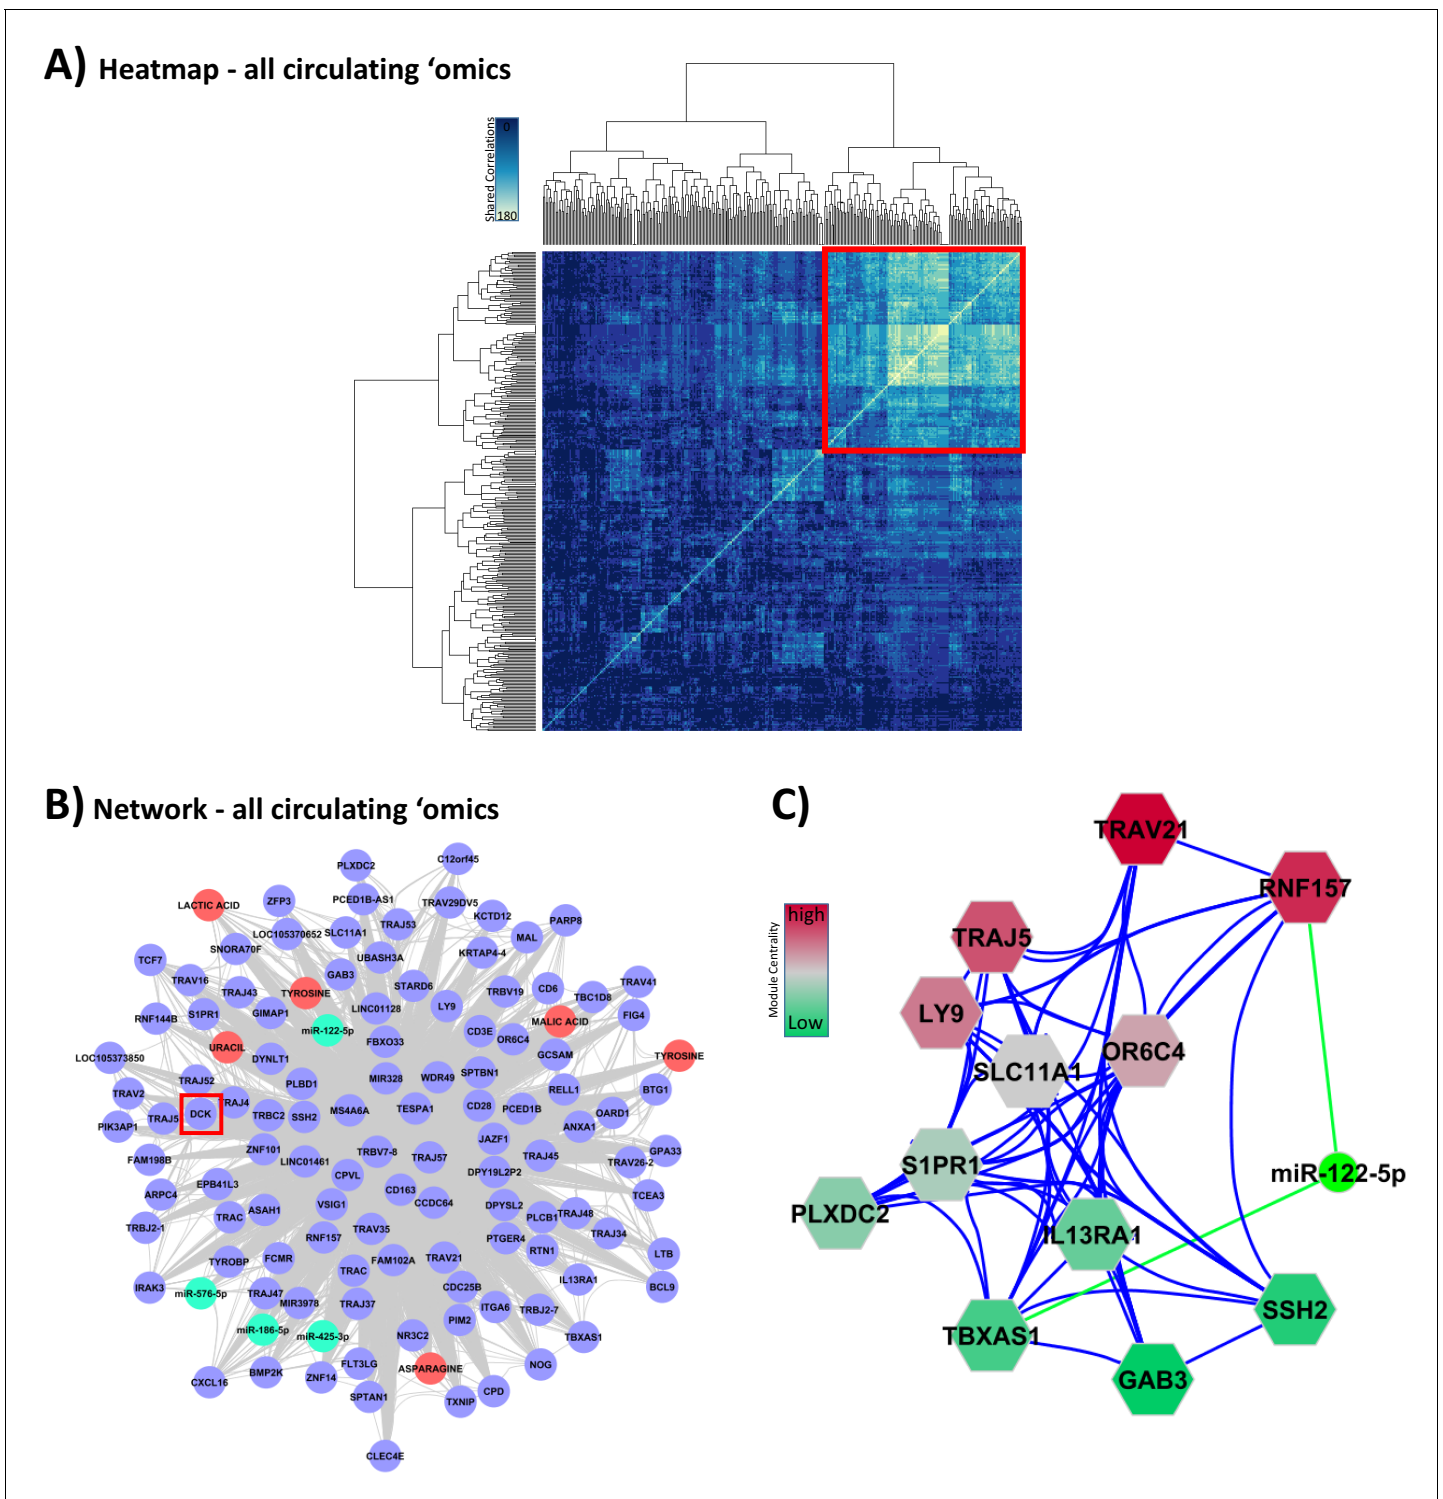 A) Heatmap - all circulating ‘omics
Shared Correlations
0
180
B) Network - all circulating ‘omics
PLXDC2
C12orf45
LACTIC ACID
ZFP3
PCED1B-AS1
TRAV29DV5
KCTD12
PARP8
LOC105370652
SLC11A1
TRAJ53
MAL
SNORA70F
UBASH3A
KRTAP4-4
TCF7
TRAV16
TRAJ43
GAB3
TYROSINE
STARD6
LY9
TRBV19
CD6
TBC1D8
TRAV41
RNF144B
S1PR1
GIMAP1
LINC01128
miR-122-5p
MALIC ACID
FIG4
URACIL
FBXO33
CD3E
OR6C4
GCSAM
TYROSINE
LOC105373850
DYNLT1
TRAJ52
PLBD1
MIR328
WDR49
SPTBN1
RELL1
BTG1
TRAV2
TRAJ4
TRAJ5
DCK
TRBC2
SSH2
MS4A6A
TESPA1
CD28
PCED1B
OARD1
PIK3AP1
ANXA1
JAZF1
FAM198B
ZNF101
LINC01461
TRBV7-8
TRAJ57
TRAJ45
TRAV26-2
GPA33
ARPC4
EPB41L3
CPVL
DPY19L2P2
CD163
TCEA3
TRBJ2-1
TRAC
ASAH1
VSIG1
CCDC64
DPYSL2
PLCB1
TRAJ48
RNF157
TRAV35
PTGER4
TRAJ34
TYROBP
FCMR
FAM102A
TRAV21
RTN1
LTB
IRAK3
TRAC
CDC25B
IL13RA1
BCL9
miR-576-5p
TRAJ47
MIR3978
TRAJ37
ITGA6
TRBJ2-7
miR-186-5p
miR-425-3p
NR3C2
PIM2
TBXAS1
CXCL16
BMP2K
ZNF14
FLT3LG
ASPARAGINE
NOG
SPTAN1
TXNIP
CPD
CLEC4E
C)
Module Centrality
high
Low
TRAV21
RNF157
TRAJ5
LY9
OR6C4
SLC11A1
S1PR1
miR-122-5p
PLXDC2
IL13RA1
SSH2
TBXAS1
GAB3